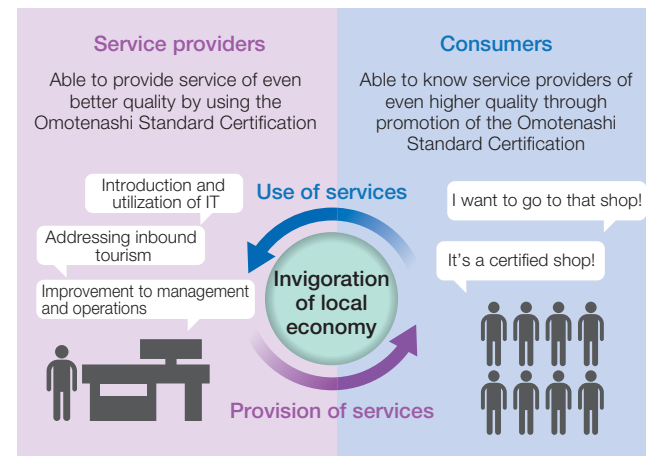 Service providers
Able to provide service of even
better quality by using the
Omotenashi Standard Certification
Consumers
Able to know service providers of
even higher quality through
promotion of the Omotenashi
Standard Certification
Introduction and
utilization of IT
Addressing inbound
tourism
Improvement to management
and operations
Use of services
Invigoration
of local
economy
Provision of services
I want to go to that shop!
It's a certified shop!